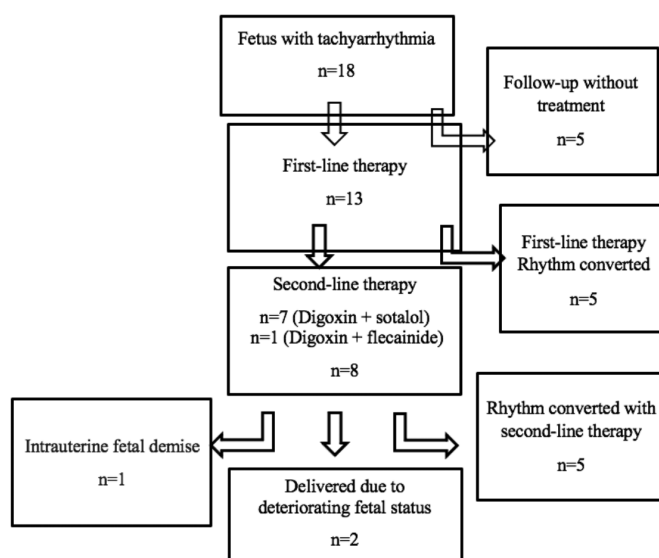 Fetus with tachyarrhythmia
n=18
Follow-up without
treatment
n=5
First-line therapy
n=13
First-line therapy
Rhythm converted
n=5
Second-line therapy
n=7 (Digoxin + sotalol)
n=1 (Digoxin + flecainide)
n=8
Intrauterine fetal demise
n=1
Delivered due to
deteriorating fetal status
n=2
Rhythm converted with
second-line therapy
n=5